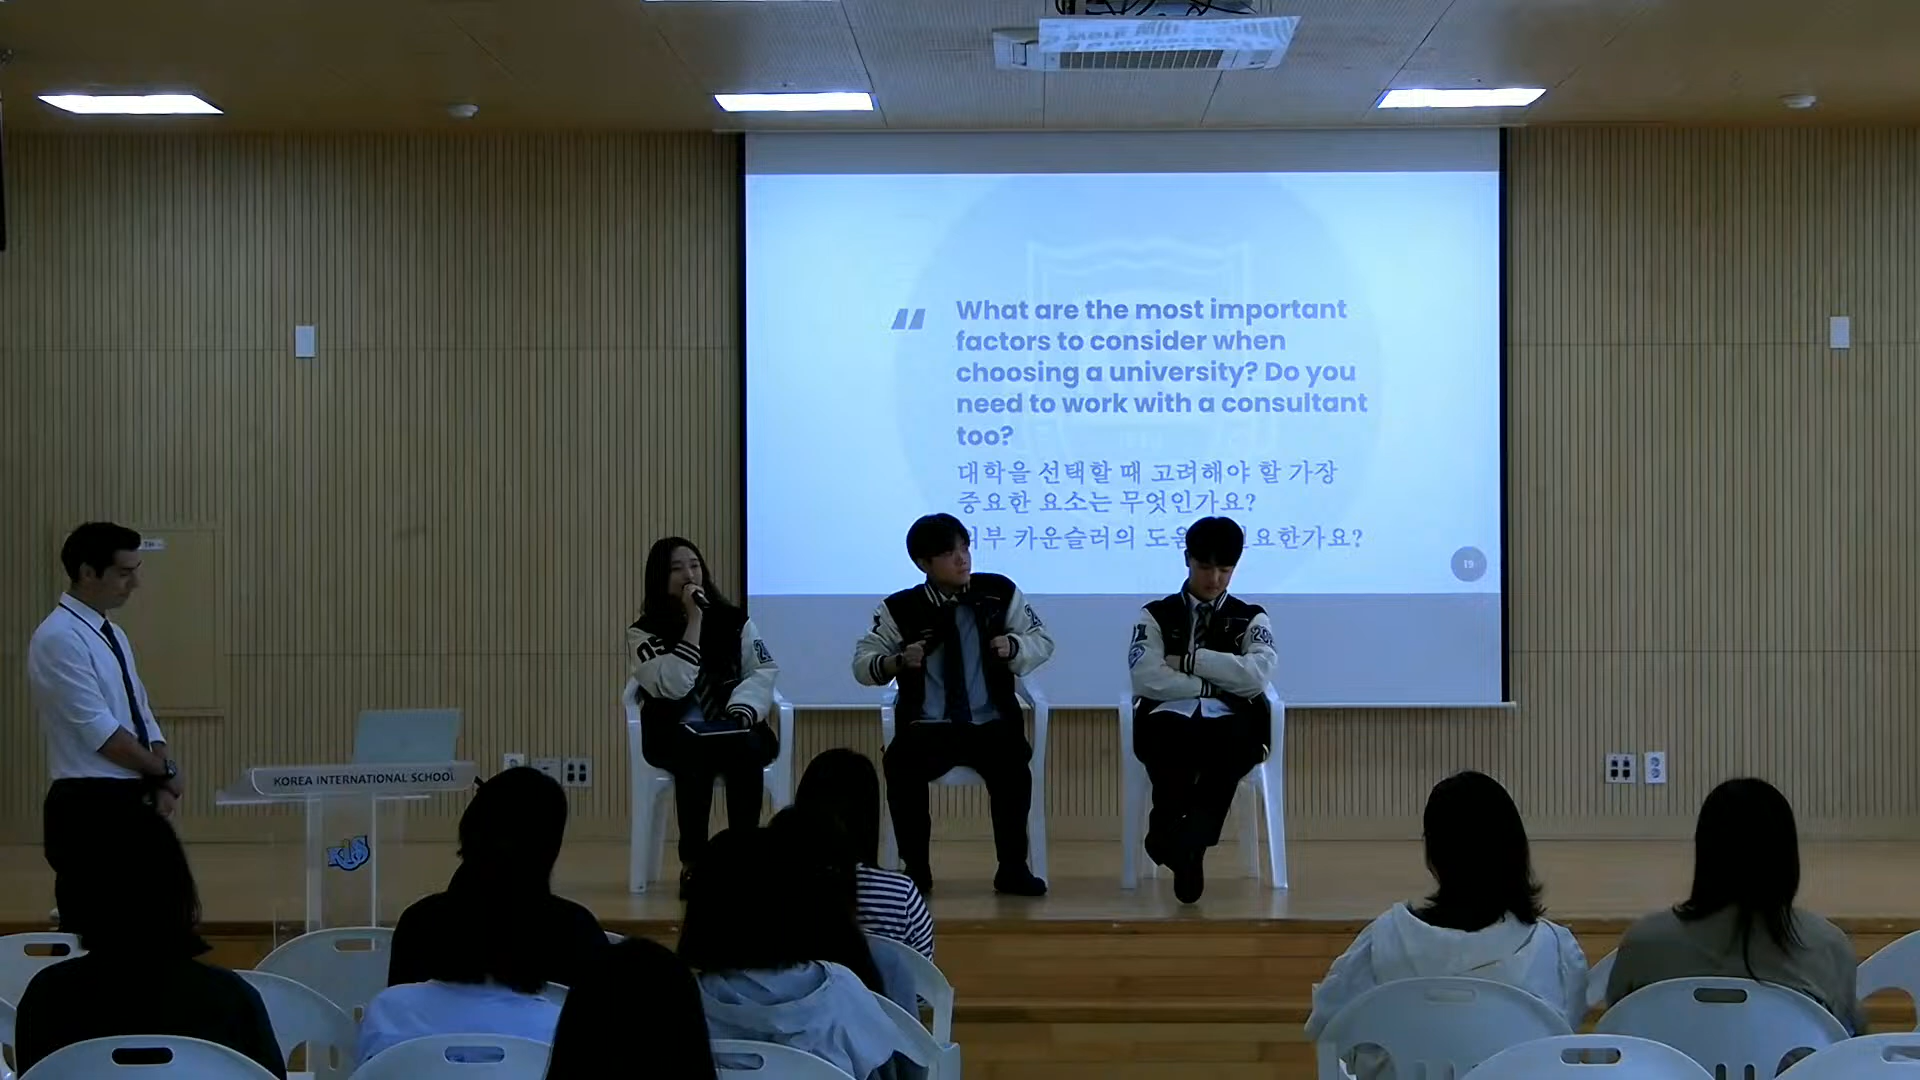 What are the most important
factors to consider when
choosing a university? Do you
need to work with a consultant
too?
대학을 선택할 때 고려해야 할 가장
중요한 요소는 무엇인가요?
카운슬러의
19
KOREA INTERNATIONAL SCHOOL
KIS
05